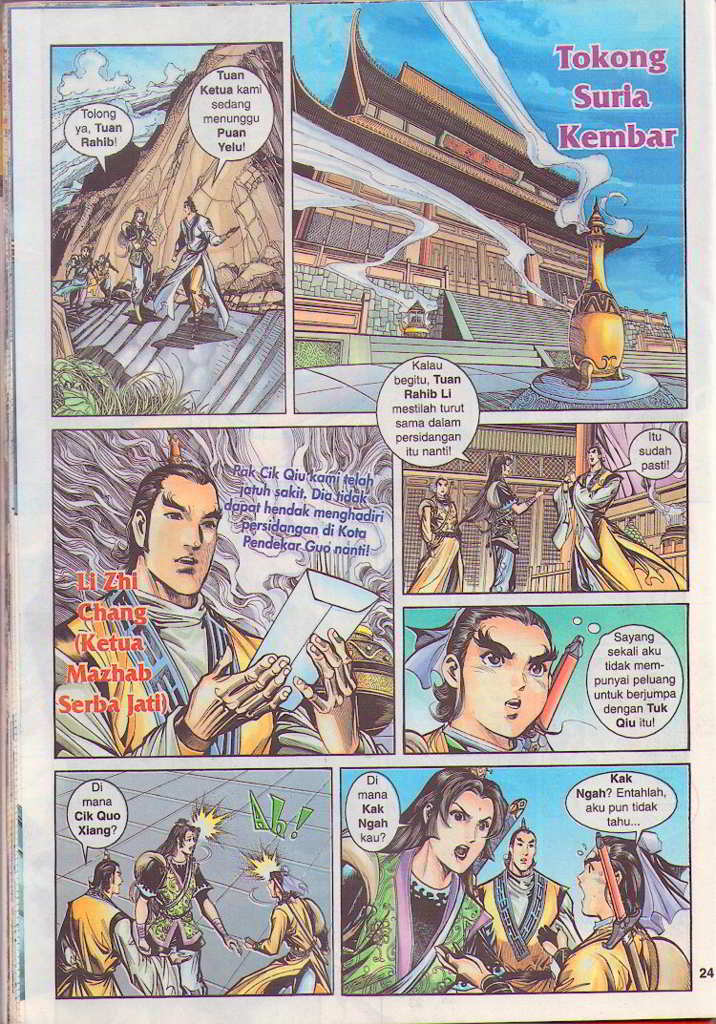 Tolong
ya, Tuan
Rahib!
Tuan
Ketua kami
sedang
menunggu
Puan
Yelu!
Tokong
Suria
Kembar
Pak Cik Qiu kami telah
jatuh sakit. Dia tidak
dapat hendak menghadiri
persidangan di Kota
Pendekar Guo nanti!
Li Zhi
Chang
(Ketua
Mazhab
Serba Jati)
Kalau
begitu, Tuan
Rahib Li
mestilah turut
sama dalam
persidangan
itu nanti!
Itu
sudah
pasti!
Sayang
sekali aku
tidak mem-
punyai peluang
untuk berjumpa
dengan Tuk
Qiu itu!
Di
mana
Cik Quo
Xiang?
Ah!
Di
mana
Kak
Ngah
kau?
Kak
Ngah? Entahlah,
aku pun tidak
tahu...
24